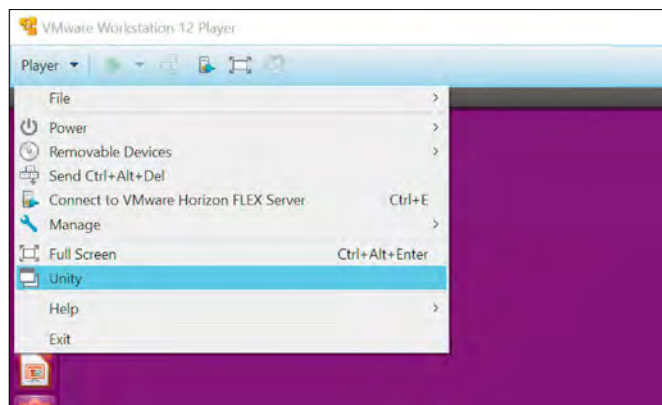 VMware Workstation 12 Player
Player
File
Power
Removable Devices
Send Ctrl+Alt+Del
Connect to VMware Horizon FLEX Server Ctrl+E
Manage
Full Screen Ctrl+Alt+Enter
Unity
Help
Exit